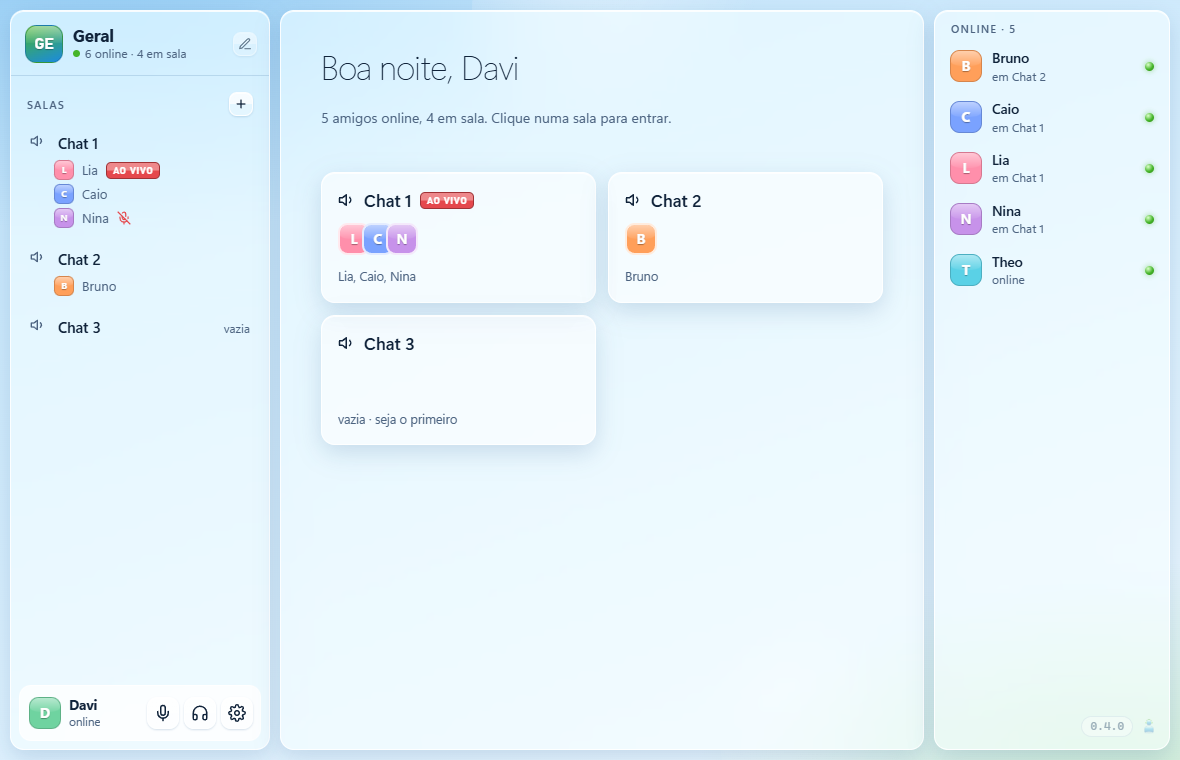 GE
Geral
6 online · 4 em sala
SALAS
+
Chat 1
L Lia AO VIVO
C Caio
N Nina
Chat 2
B Bruno
Chat 3 vazia
D
Davi
online
Boa noite, Davi
5 amigos online, 4 em sala. Clique numa sala para entrar.
Chat 1 AO VIVO
L C N
Lia, Caio, Nina
Chat 2
B
Bruno
Chat 3
vazia · seja o primeiro
ONLINE · 5
B
Bruno
em Chat 2
C
Caio
em Chat 1
L
Lia
em Chat 1
N
Nina
em Chat 1
T
Theo
online
0.4.0